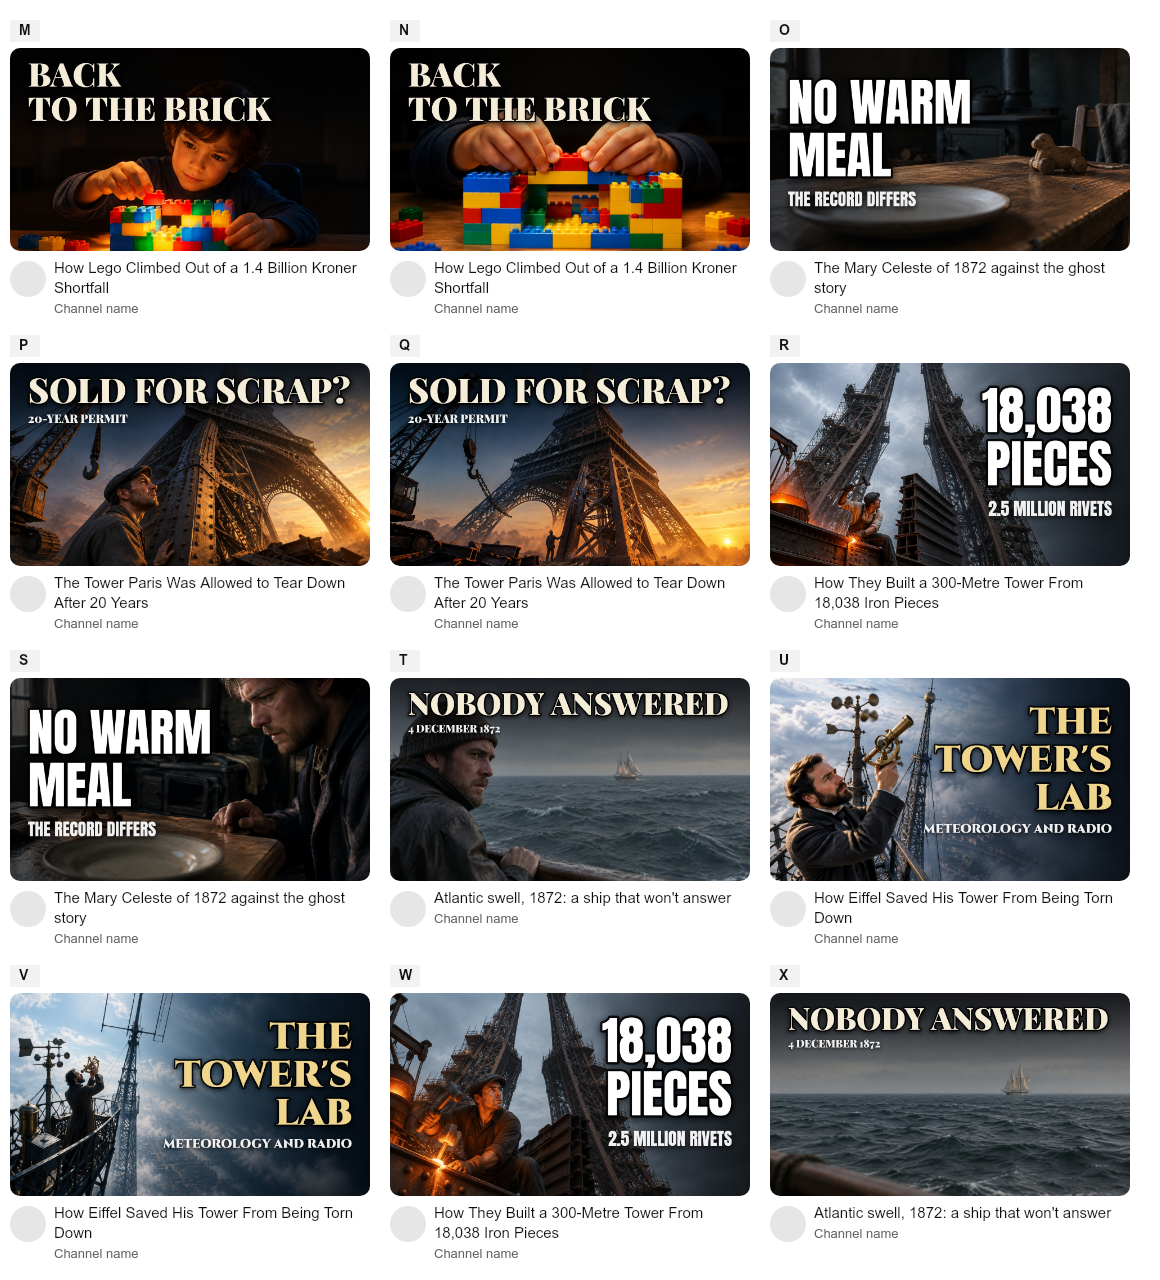 M
N
O
BACK
TO THE BRICK
BACK
TO THE BRICK
NO WARM
MEAL
THE RECORD DIFFERS
How Lego Climbed Out of a 1.4 Billion Kroner
Shortfall
Channel name
How Lego Climbed Out of a 1.4 Billion Kroner
Shortfall
Channel name
The Mary Celeste of 1872 against the ghost
story
Channel name
P
Q
R
SOLD FOR SCRAP?
20-YEAR PERMIT
SOLD FOR SCRAP?
20-YEAR PERMIT
18,038
PIECES
2.5 MILLION RIVETS
The Tower Paris Was Allowed to Tear Down
After 20 Years
Channel name
The Tower Paris Was Allowed to Tear Down
After 20 Years
Channel name
How They Built a 300-Metre Tower From
18,038 Iron Pieces
Channel name
S
T
U
NO WARM
MEAL
THE RECORD DIFFERS
NOBODY ANSWERED
4 DECEMBER 1872
THE
TOWER'S
LAB
METEOROLOGY AND RADIO
The Mary Celeste of 1872 against the ghost
story
Channel name
Atlantic swell, 1872: a ship that won't answer
Channel name
How Eiffel Saved His Tower From Being Torn
Down
Channel name
V
W
X
THE
TOWER'S
LAB
METEOROLOGY AND RADIO
18,038
PIECES
2.5 MILLION RIVETS
NOBODY ANSWERED
4 DECEMBER 1872
How Eiffel Saved His Tower From Being Torn
Down
Channel name
How They Built a 300-Metre Tower From
18,038 Iron Pieces
Channel name
Atlantic swell, 1872: a ship that won't answer
Channel name